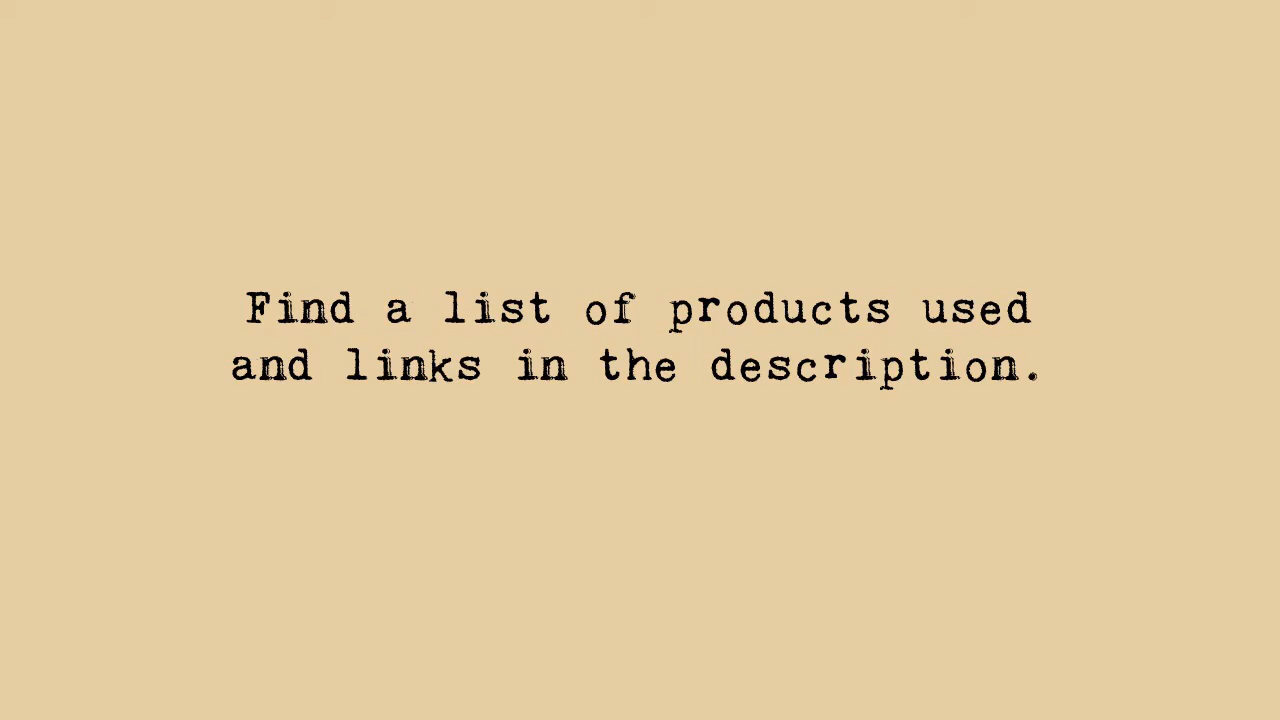 Find a list of products used
and links in the description.